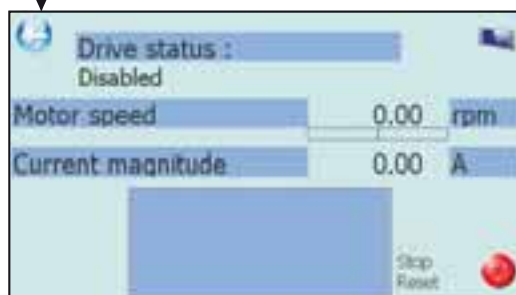 Drive status :
Disabled
Motor speed 0.00 rpm
Current magnitude 0.00 A
Stop
Reset